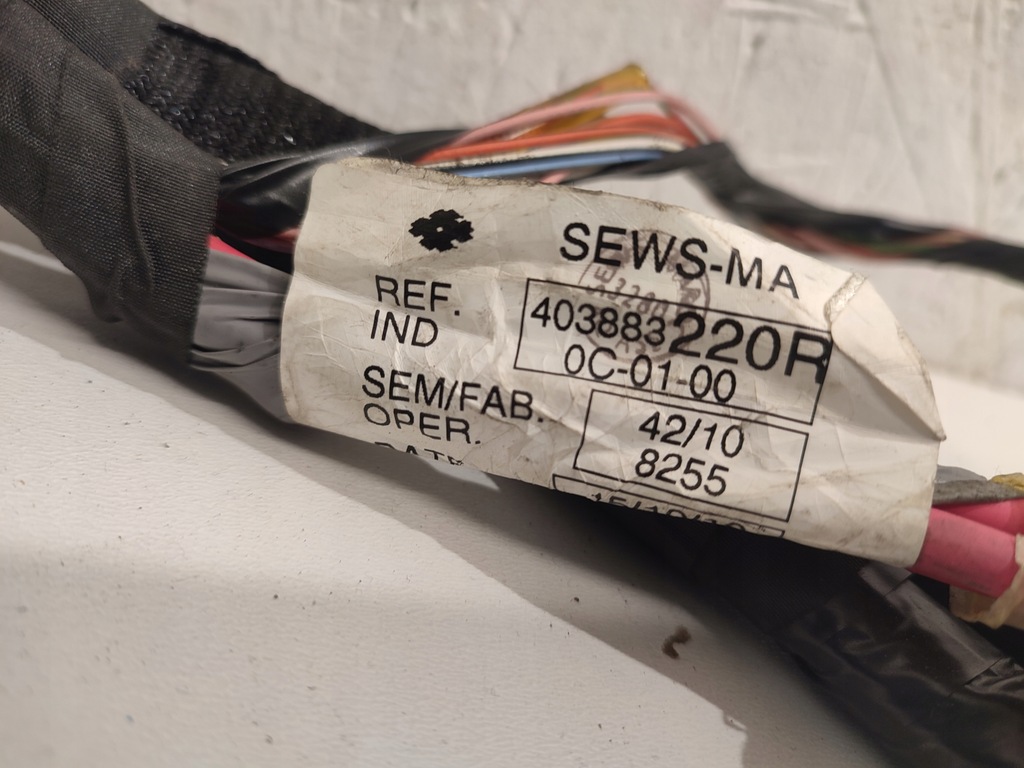 SEWS-MA
REF. 403883220R
IND 0C-01-00
SEM/FAB. 42/10
OPER. 8255